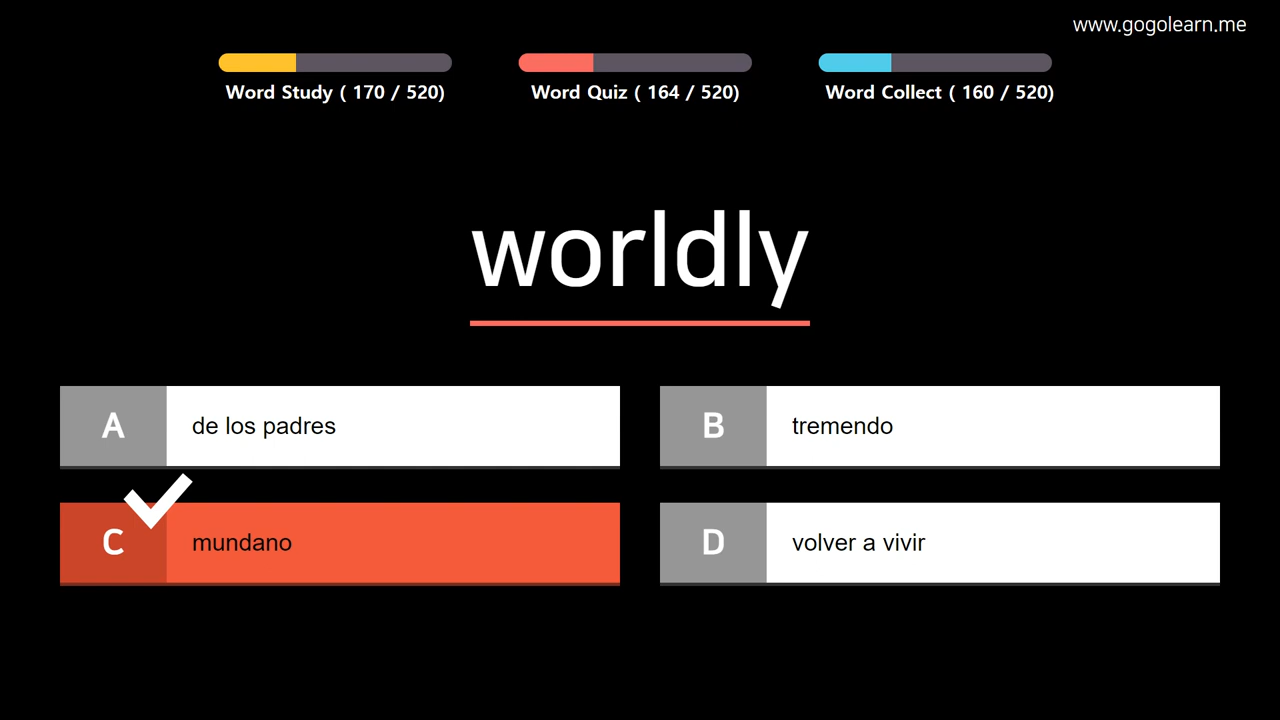 www.gogolearn.me
Word Study ( 170 / 520)
Word Quiz ( 164 / 520)
Word Collect ( 160 / 520)
worldly
A de los padres
B tremendo
C mundano
D volver a vivir